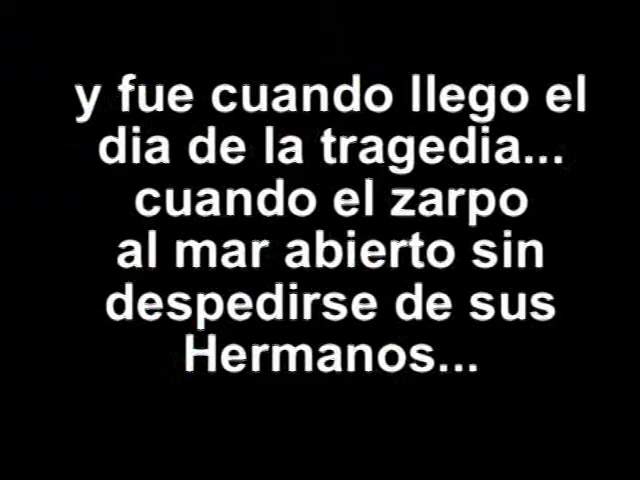 y fue cuando llego el
dia de la tragedia...
cuando el zarpo
al mar abierto sin
despedirse de sus
Hermanos...